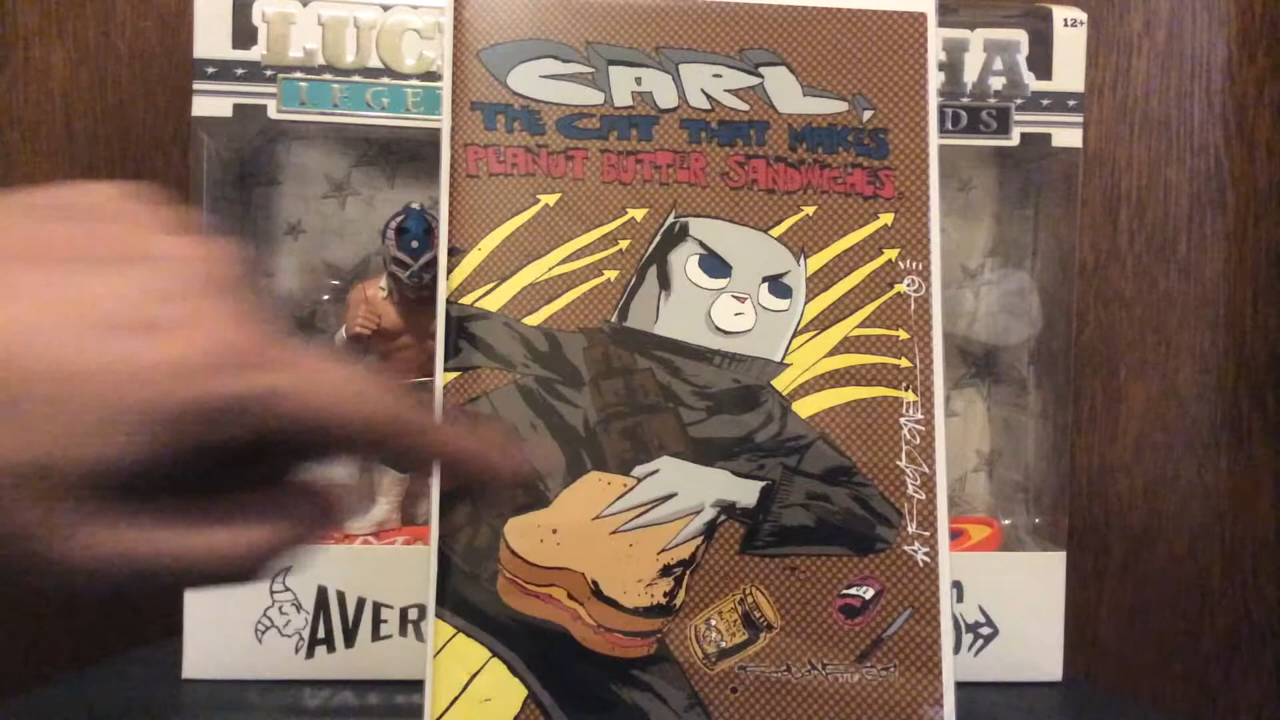 12+
LUC
HA
LEGE
DS
CARL,
THE CAT THAT MAKES
PEANUT BUTTER SANDWICHES.
AVER